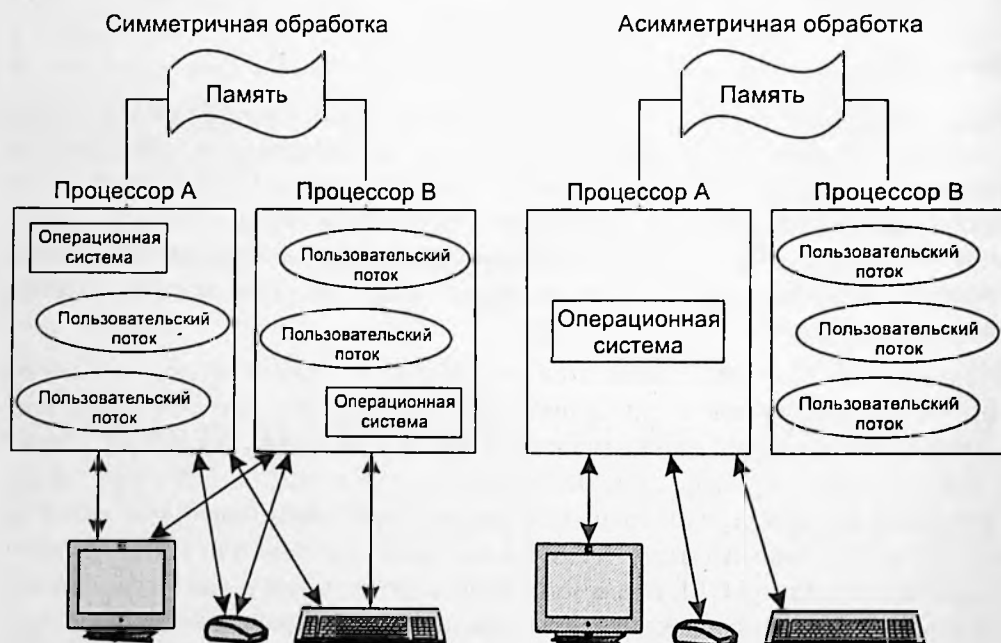 Симметричная обработка
Память
Процессор А
Процессор В
Операционная
система
Пользовательский
поток
Пользовательский
поток
Пользовательский
поток
Пользовательский
поток
Операционная
система
Асимметричная обработка
Память
Процессор А
Процессор В
Операционная
система
Пользовательский
поток
Пользовательский
поток
Пользовательский
поток